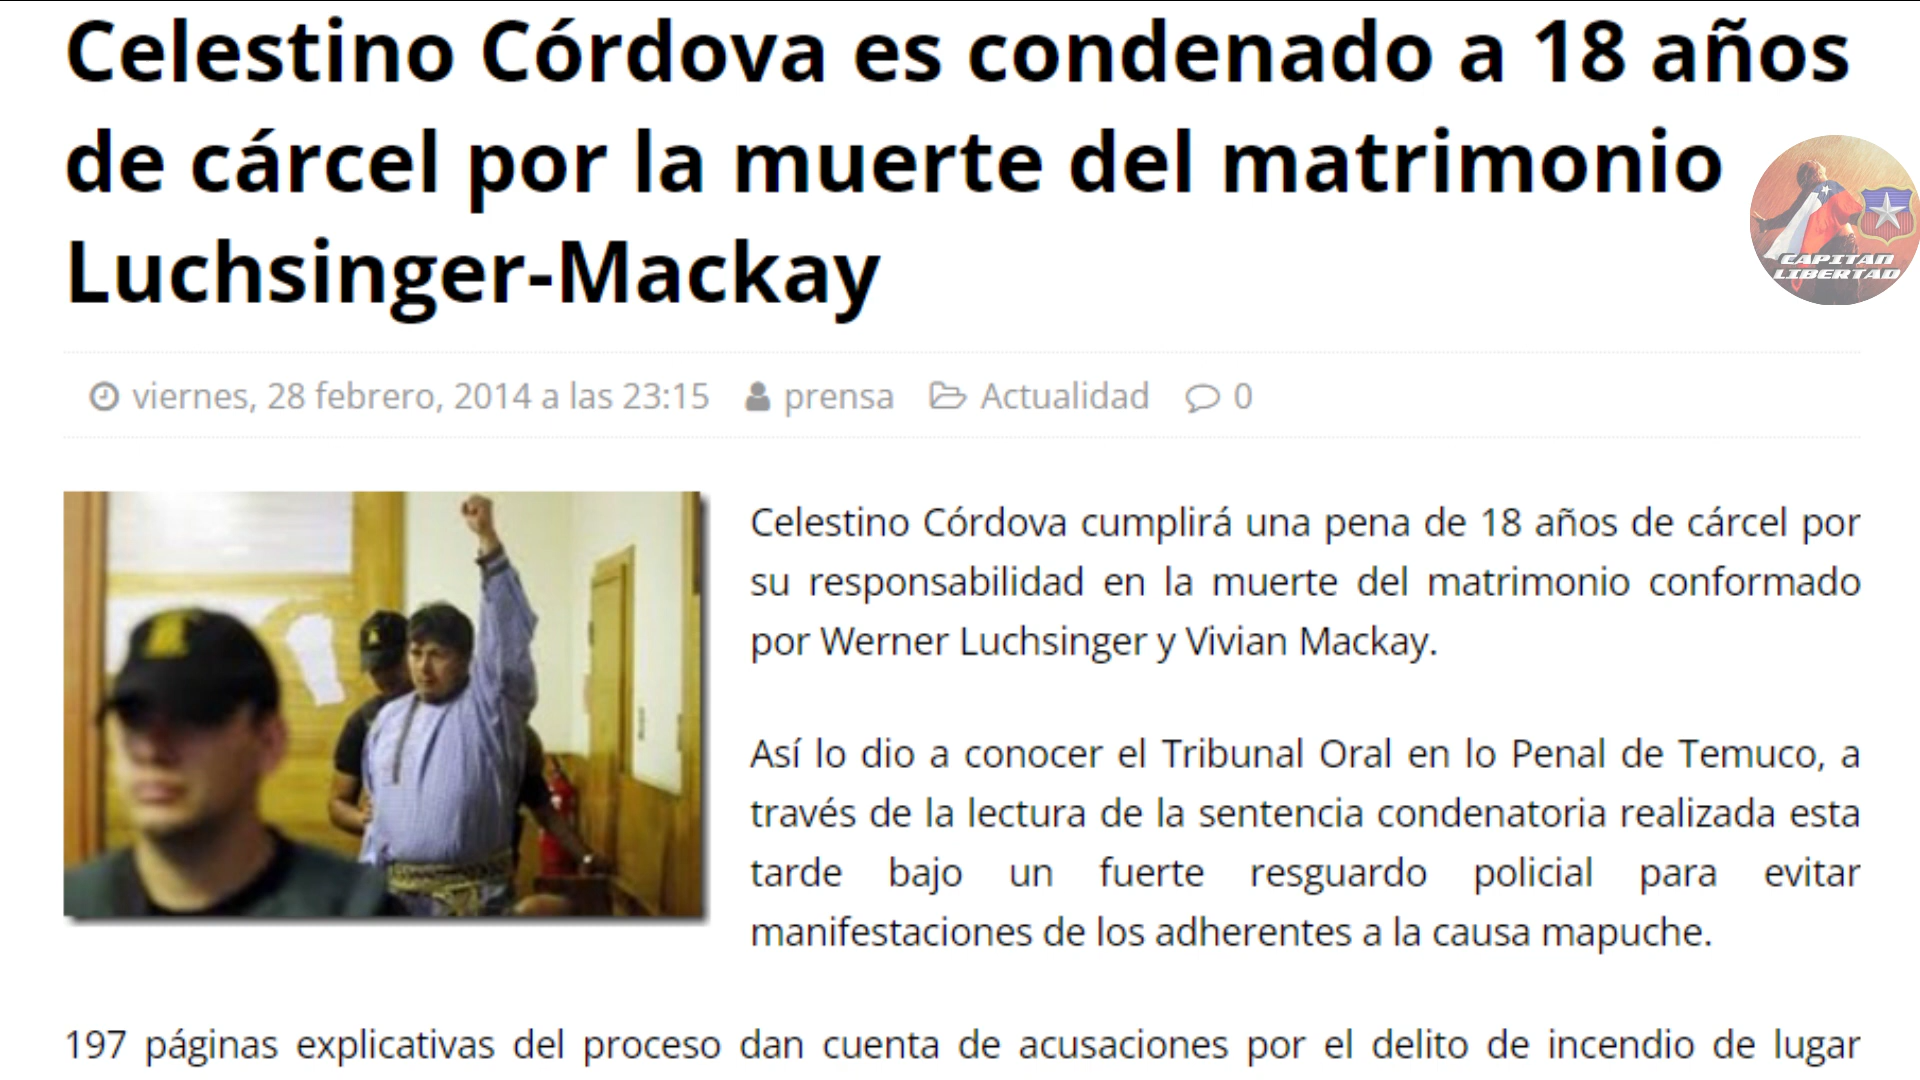 Celestino Córdova es condenado a 18 años
de cárcel por la muerte del matrimonio
Luchsinger-Mackay
CAPITAN
LIBERTAD
viernes, 28 febrero, 2014 a las 23:15 prensa Actualidad 0
Celestino Córdova cumplirá una pena de 18 años de cárcel por
su responsabilidad en la muerte del matrimonio conformado
por Werner Luchsinger y Vivian Mackay.
Así lo dio a conocer el Tribunal Oral en lo Penal de Temuco, a
través de la lectura de la sentencia condenatoria realizada esta
tarde bajo un fuerte resguardo policial para evitar
manifestaciones de los adherentes a la causa mapuche.
197 páginas explicativas del proceso dan cuenta de acusaciones por el delito de incendio de lugar